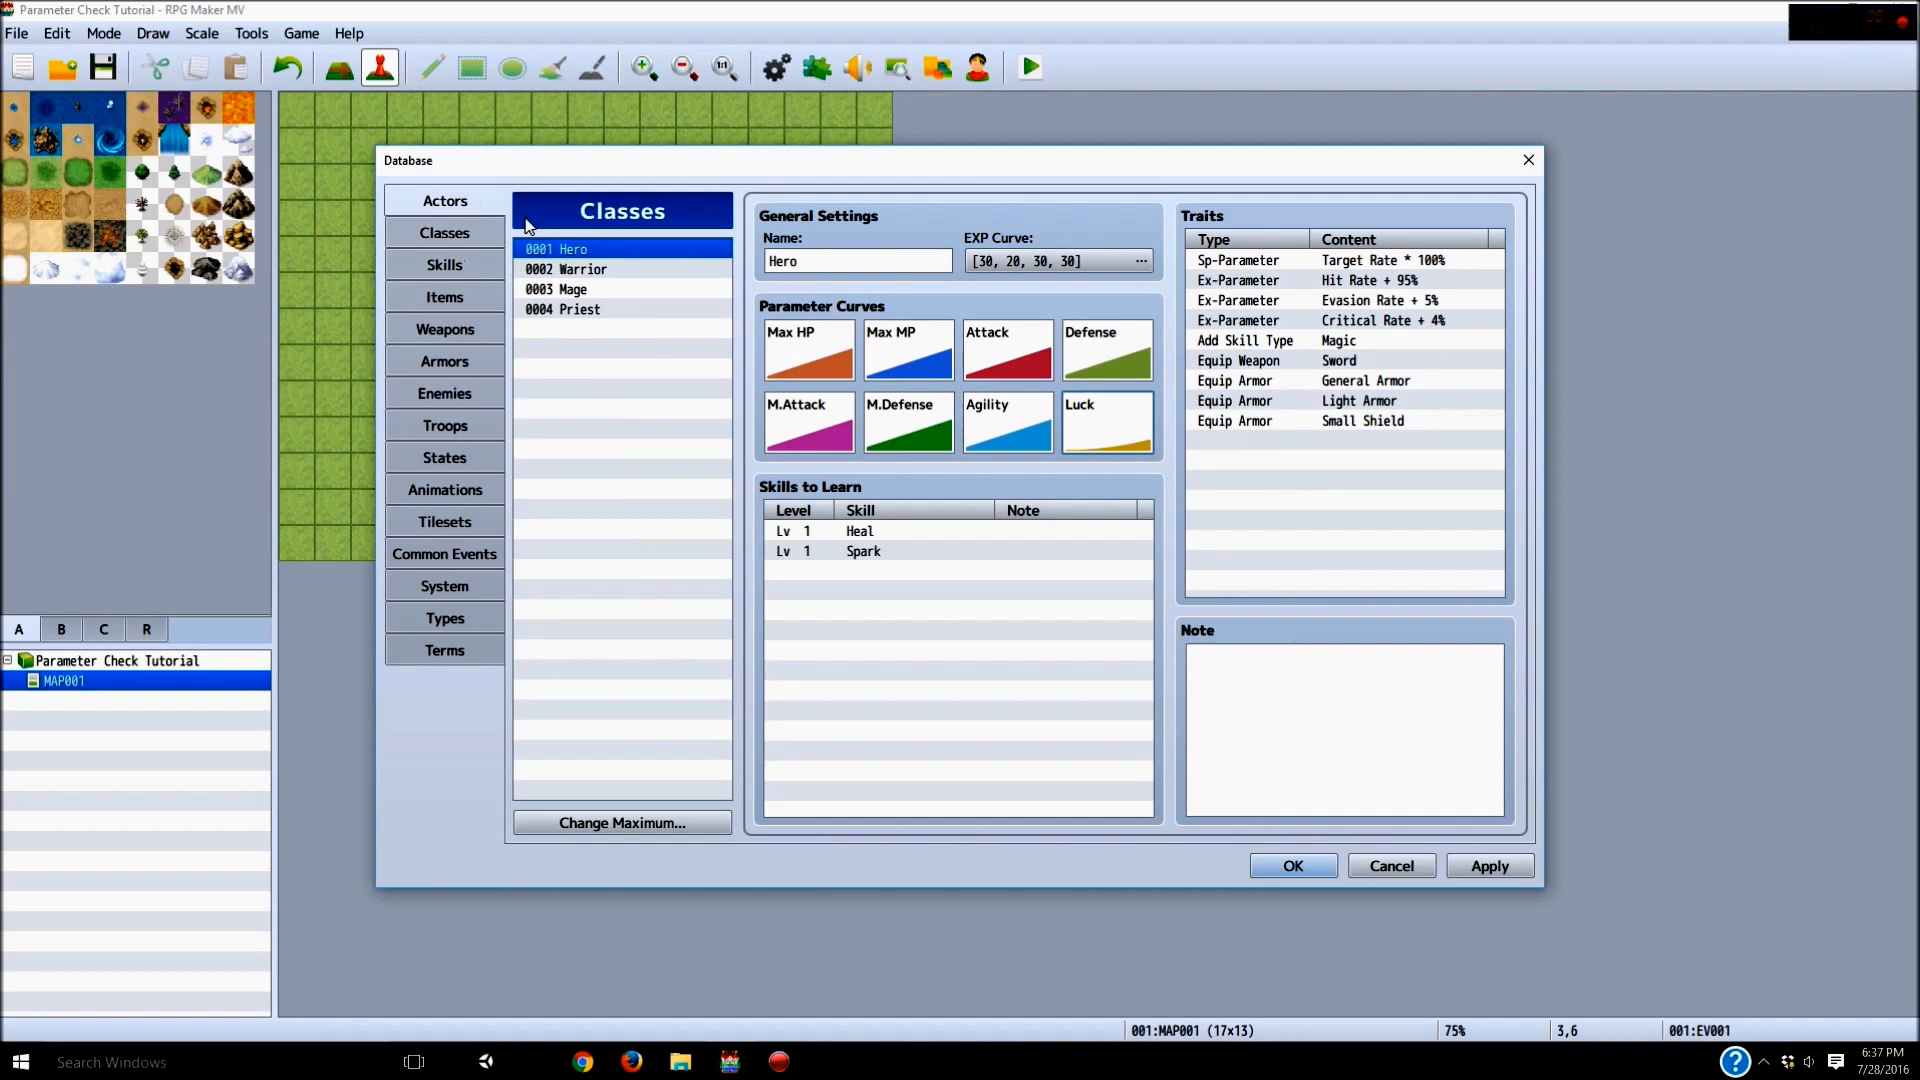 Parameter Check Tutorial - RPG Maker MV
File Edit Mode Draw Scale Tools Game Help
1:1
Database
Actors
Classes
Skills
Items
Weapons
Armors
Enemies
Troops
States
Animations
Tilesets
Common Events
System
Types
Terms
Classes
0001 Hero
0002 Warrior
0003 Mage
0004 Priest
Change Maximum...
General Settings
Name: EXP Curve:
Hero [30, 20, 30, 30] ...
Parameter Curves
Max HP Max MP Attack Defense
M.Attack M.Defense Agility Luck
Skills to Learn
Level Skill Note
Lv 1 Heal
Lv 1 Spark
Traits
Type Content
Sp-Parameter Target Rate * 100%
Ex-Parameter Hit Rate + 95%
Ex-Parameter Evasion Rate + 5%
Ex-Parameter Critical Rate + 4%
Add Skill Type Magic
Equip Weapon Sword
Equip Armor General Armor
Equip Armor Light Armor
Equip Armor Small Shield
Note
OK Cancel Apply
A B C R
Parameter Check Tutorial
MAP001
001:MAP001 (17x13) 75% 3,6 001:EV001
Search Windows
6:37 PM
7/28/2016